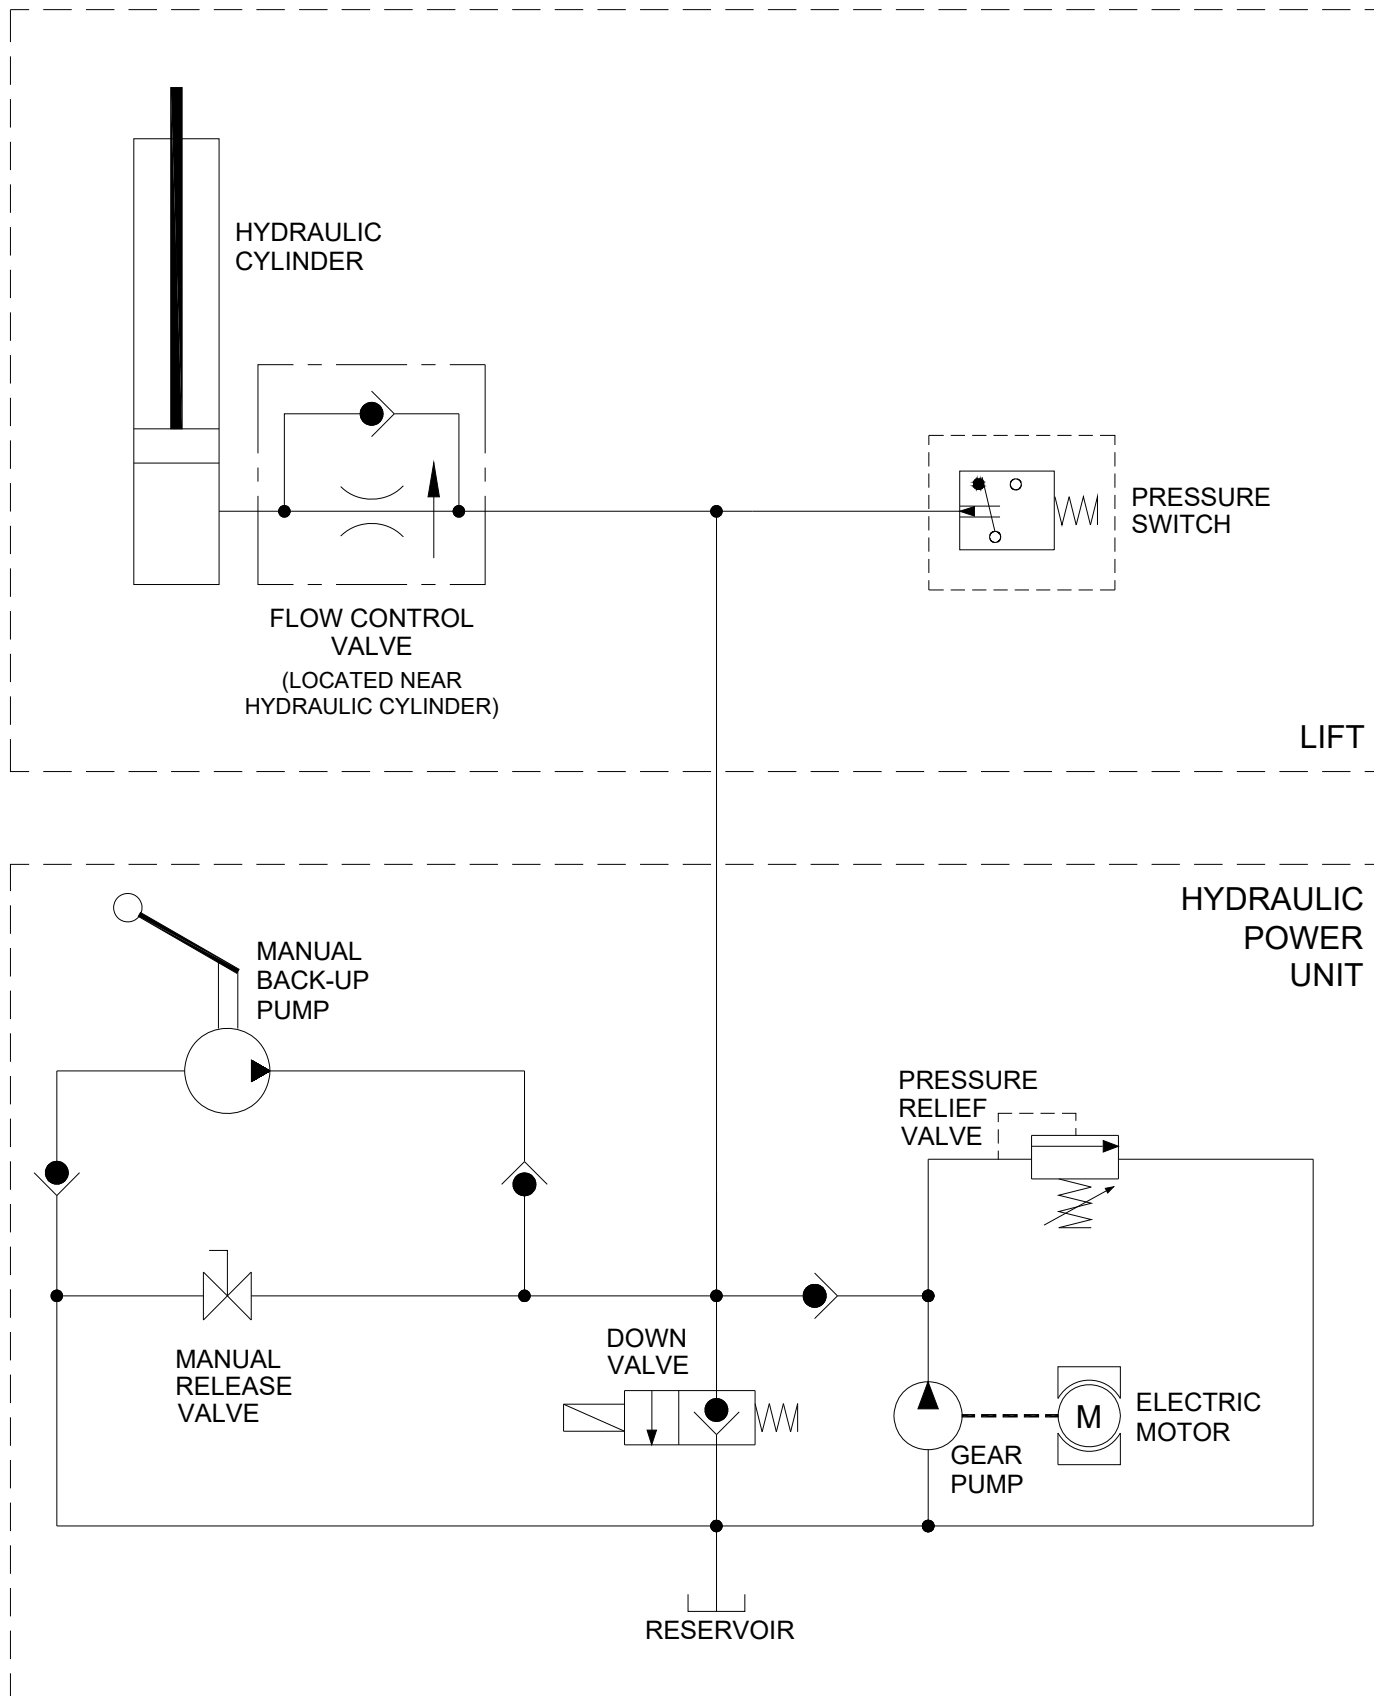 HYDRAULIC
CYLINDER
PRESSURE
SWITCH
FLOW CONTROL
VALVE
(LOCATED NEAR
HYDRAULIC CYLINDER)
LIFT
HYDRAULIC
POWER
UNIT
MANUAL
BACK-UP
PUMP
PRESSURE
RELIEF
VALVE
MANUAL
RELEASE
VALVE
DOWN
VALVE
M
ELECTRIC
MOTOR
GEAR
PUMP
RESERVOIR